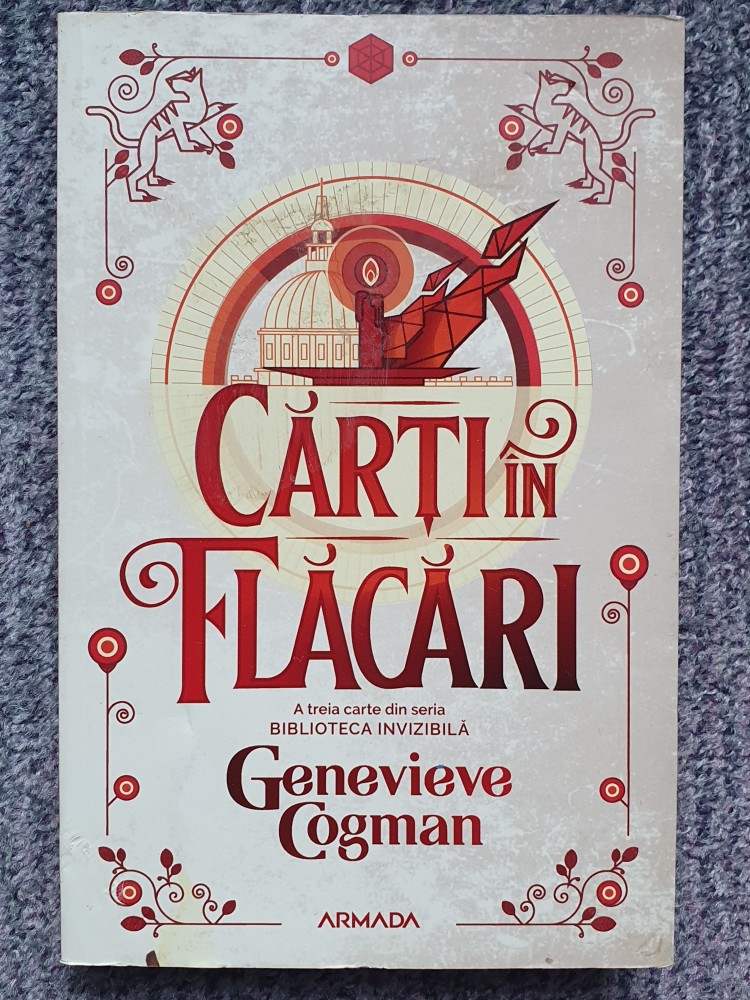 CĂRȚI ÎN
FLĂCĂRI
A treia carte din seria
BIBLIOTECA INVIZIBILĂ
Genevieve
Cogman
ARMADA